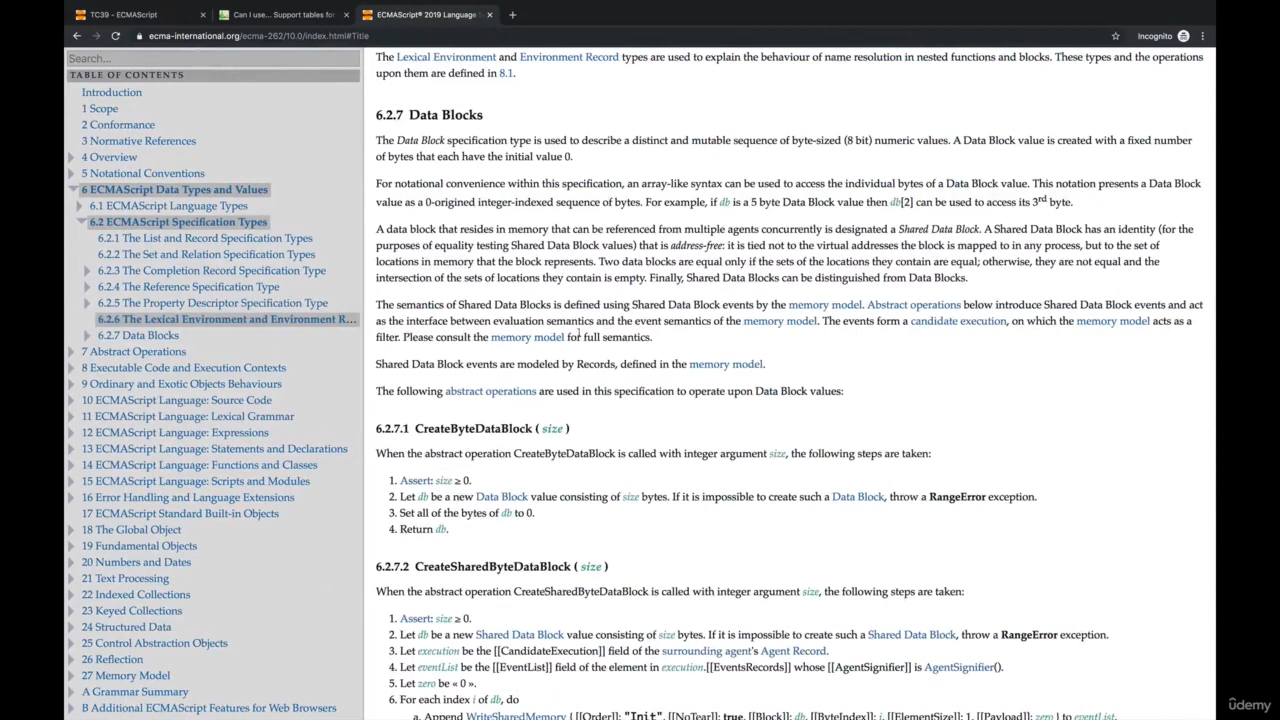 TC39 - ECMAScript
Can I use... Support tables for
ECMAScript® 2019 Language
ecma-international.org/ecma-262/10.0/index.html#Title
Incognito
Search...
TABLE OF CONTENTS
Introduction
1 Scope
2 Conformance
3 Normative References
4 Overview
5 Notational Conventions
6 ECMAScript Data Types and Values
6.1 ECMAScript Language Types
6.2 ECMAScript Specification Types
6.2.1 The List and Record Specification Types
6.2.2 The Set and Relation Specification Types
6.2.3 The Completion Record Specification Type
6.2.4 The Reference Specification Type
6.2.5 The Property Descriptor Specification Type
6.2.6 The Lexical Environment and Environment R...
6.2.7 Data Blocks
7 Abstract Operations
8 Executable Code and Execution Contexts
9 Ordinary and Exotic Objects Behaviours
10 ECMAScript Language: Source Code
11 ECMAScript Language: Lexical Grammar
12 ECMAScript Language: Expressions
13 ECMAScript Language: Statements and Declarations
14 ECMAScript Language: Functions and Classes
15 ECMAScript Language: Scripts and Modules
16 Error Handling and Language Extensions
17 ECMAScript Standard Built-in Objects
18 The Global Object
19 Fundamental Objects
20 Numbers and Dates
21 Text Processing
22 Indexed Collections
23 Keyed Collections
24 Structured Data
25 Control Abstraction Objects
26 Reflection
27 Memory Model
A Grammar Summary
B Additional ECMAScript Features for Web Browsers
The Lexical Environment and Environment Record types are used to explain the behaviour of name resolution in nested functions and blocks. These types and the operations
upon them are defined in 8.1.
6.2.7 Data Blocks
The Data Block specification type is used to describe a distinct and mutable sequence of byte-sized (8 bit) numeric values. A Data Block value is created with a fixed number
of bytes that each have the initial value 0.
For notational convenience within this specification, an array-like syntax can be used to access the individual bytes of a Data Block value. This notation presents a Data Block
value as a 0-origined integer-indexed sequence of bytes. For example, if db is a 5 byte Data Block value then db[2] can be used to access its 3rd byte.
A data block that resides in memory that can be referenced from multiple agents concurrently is designated a Shared Data Block. A Shared Data Block has an identity (for the
purposes of equality testing Shared Data Block values) that is address-free: it is tied not to the virtual addresses the block is mapped to in any process, but to the set of
locations in memory that the block represents. Two data blocks are equal only if the sets of the locations they contain are equal; otherwise, they are not equal and the
intersection of the sets of locations they contain is empty. Finally, Shared Data Blocks can be distinguished from Data Blocks.
The semantics of Shared Data Blocks is defined using Shared Data Block events by the memory model. Abstract operations below introduce Shared Data Block events and act
as the interface between evaluation semantics and the event semantics of the memory model. The events form a candidate execution, on which the memory model acts as a
filter. Please consult the memory model for full semantics.
Shared Data Block events are modeled by Records, defined in the memory model.
The following abstract operations are used in this specification to operate upon Data Block values:
6.2.7.1 CreateByteDataBlock ( size )
When the abstract operation CreateByteDataBlock is called with integer argument size, the following steps are taken:
1. Assert: size ≥ 0.
2. Let db be a new Data Block value consisting of size bytes. If it is impossible to create such a Data Block, throw a RangeError exception.
3. Set all of the bytes of db to 0.
4. Return db.
6.2.7.2 CreateSharedByteDataBlock ( size )
When the abstract operation CreateSharedByteDataBlock is called with integer argument size, the following steps are taken:
1. Assert: size ≥ 0.
2. Let db be a new Shared Data Block value consisting of size bytes. If it is impossible to create such a Shared Data Block, throw a RangeError exception.
3. Let execution be the [[CandidateExecution]] field of the surrounding agent's Agent Record.
4. Let eventList be the [[EventList]] field of the element in execution.[[EventsRecords]] whose [[AgentSignifier]] is AgentSignifier().
5. Let zero be « 0 ».
6. For each index i of db, do
a. Append WriteSharedMemory { [[Order]]: "Init", [[NoTear]]: true, [[Block]]: db, [[ByteIndex]]: i, [[ElementSize]]: 1, [[Payload]]: zero } to eventList.
ûdemy